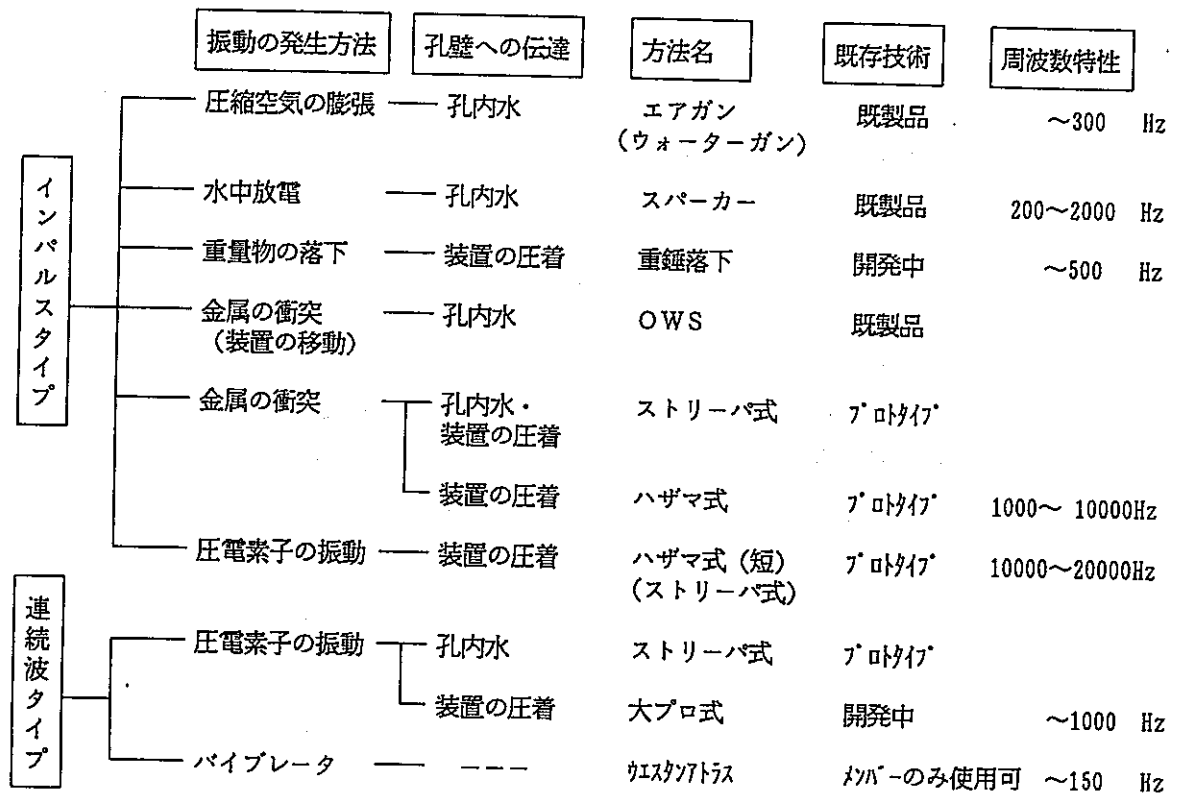 振動の発生方法 孔壁への伝達 方法名 既存技術 周波数特性
インパルスタイプ
圧縮空気の膨張 孔内水 エアガン 既製品 ～300 Hz
(ウォーターガン)
水中放電 孔内水 スパーカー 既製品 200～2000 Hz
重量物の落下 装置の圧着 重錘落下 開発中 ～500 Hz
金属の衝突 孔内水 OWS 既製品
(装置の移動)
金属の衝突 孔内水・ ストリーパ式 プロトタイプ
装置の圧着
装置の圧着 ハザマ式 プロトタイプ 1000～ 10000Hz
圧電素子の振動 装置の圧着 ハザマ式(短) プロトタイプ 10000～20000Hz
(ストリーパ式)
連続波タイプ
圧電素子の振動 孔内水 ストリーパ式 プロトタイプ
装置の圧着 大プロ式 開発中 ～1000 Hz
バイブレータ --- ウエスタンアトラス メンバーのみ使用可 ～150 Hz